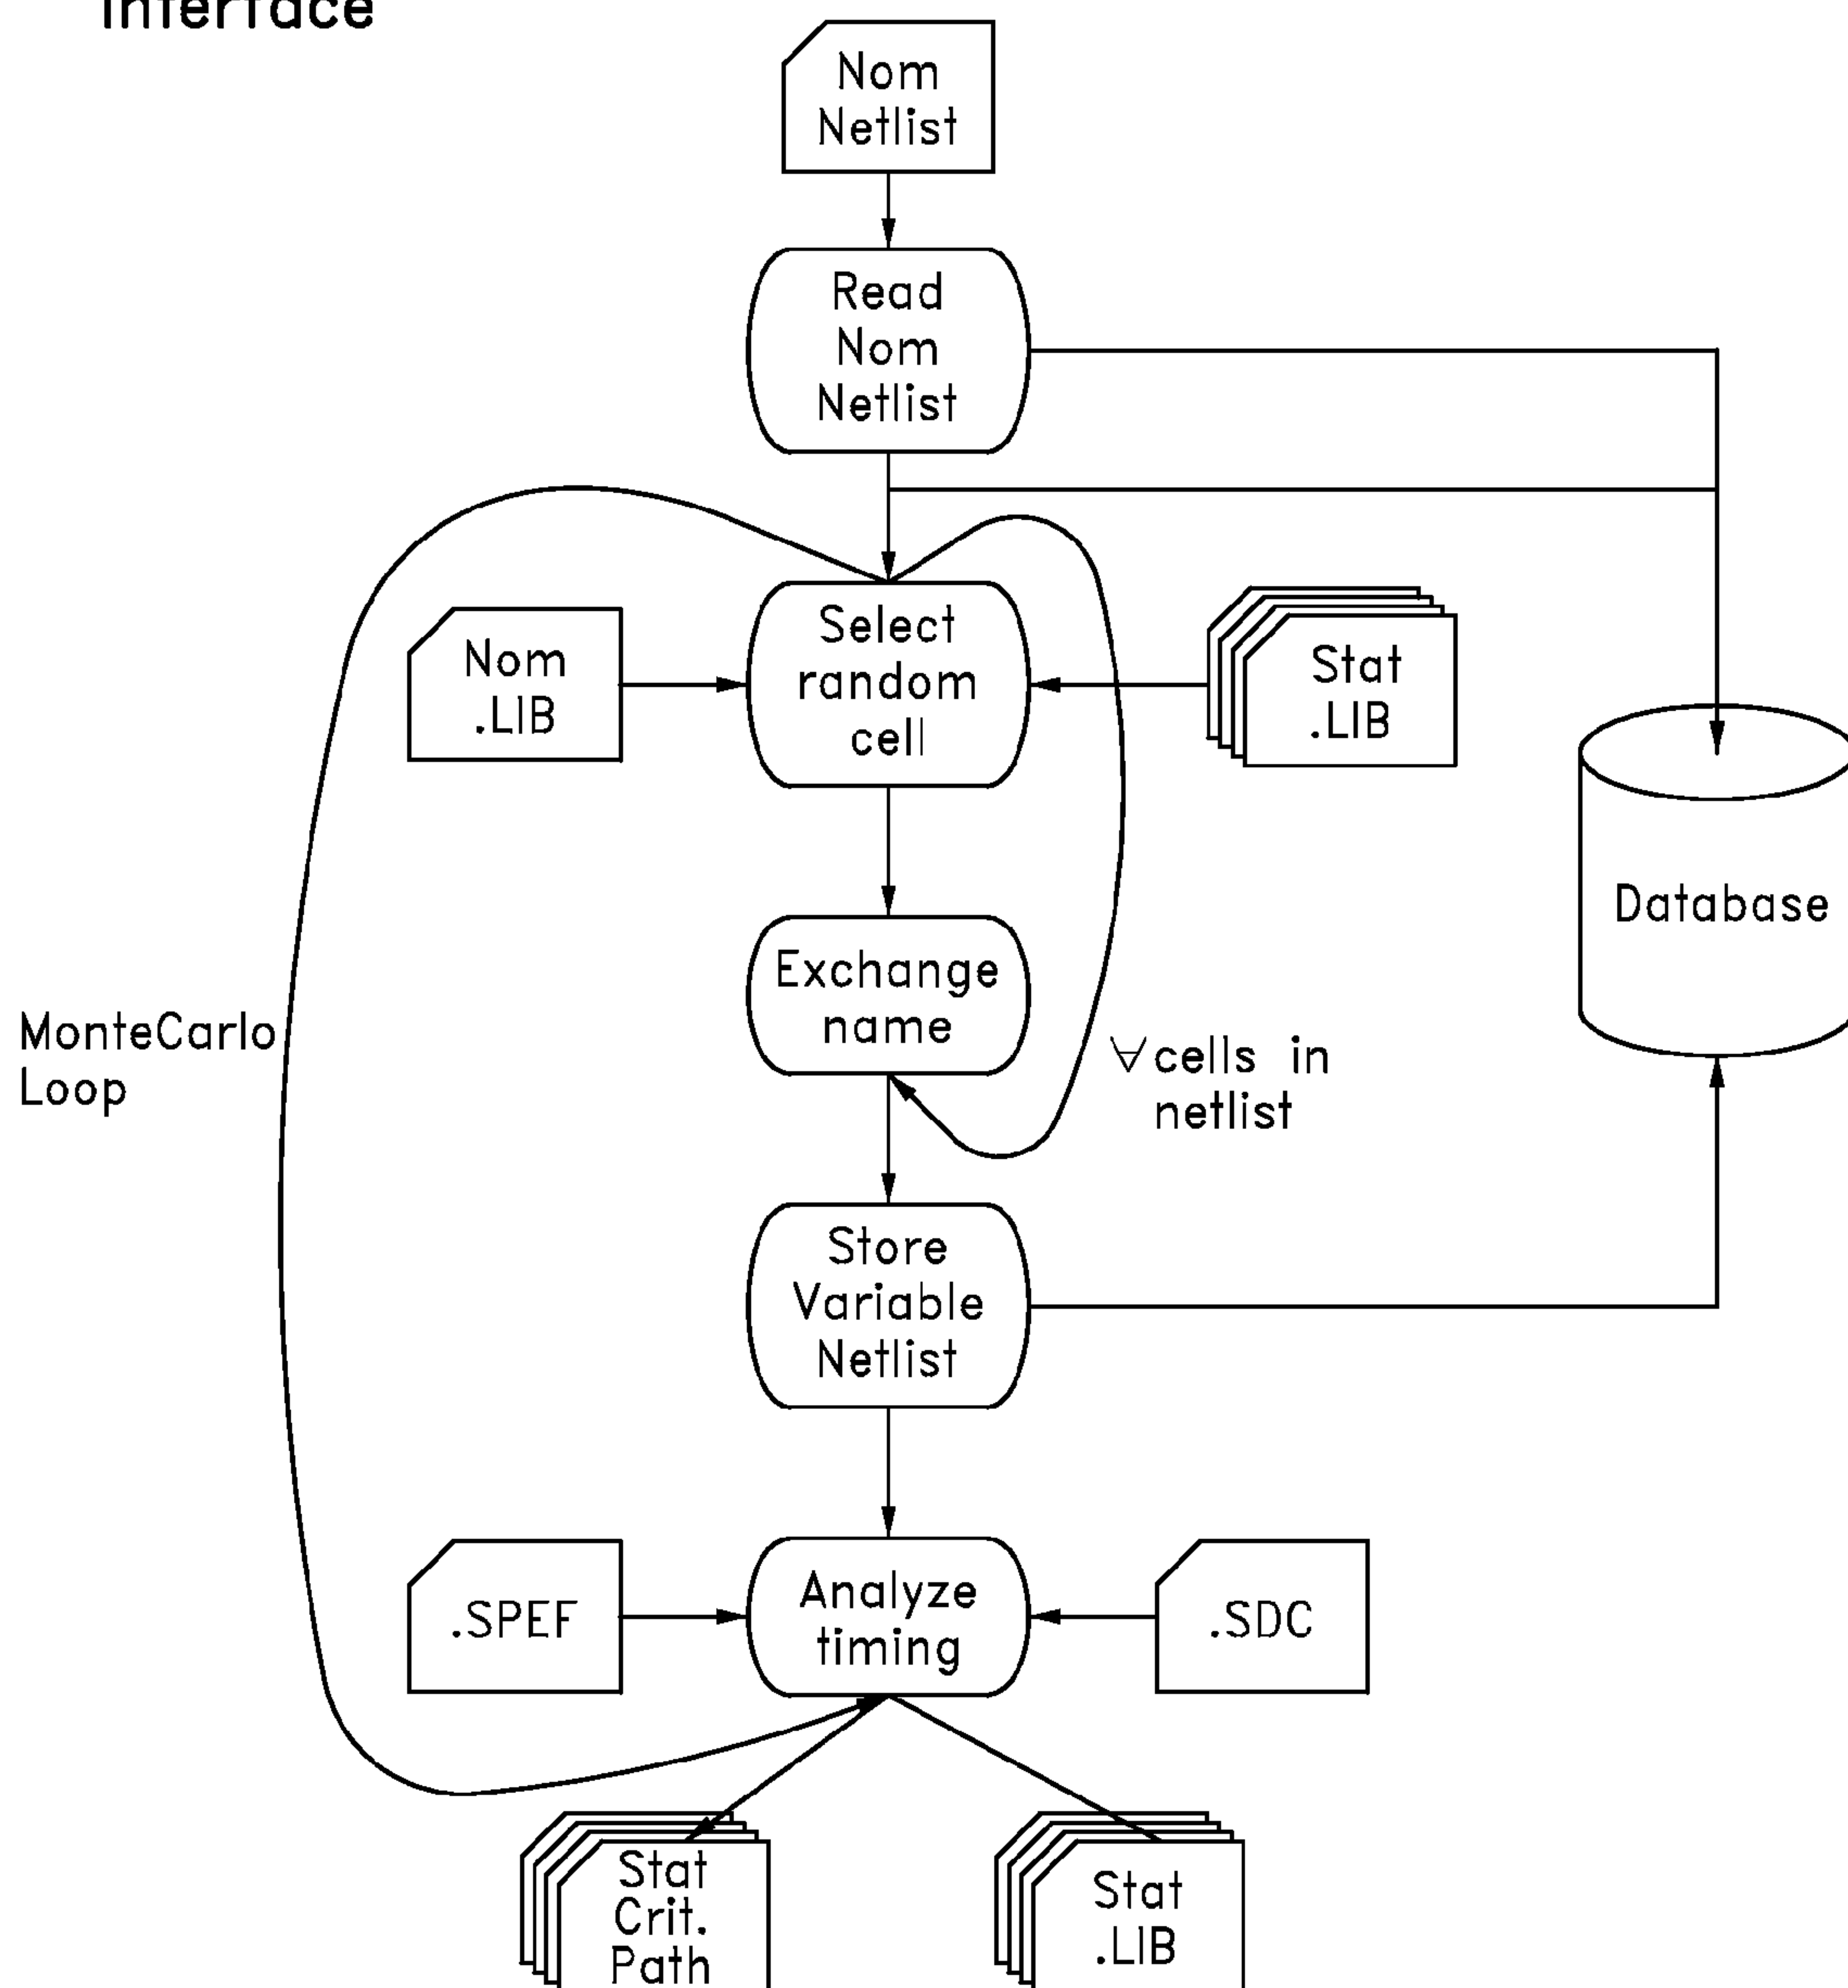 Interface
Nom
Netlist
Read
Nom
Netlist
Select
random
cell
Nom
.LIB
Stat
.LIB
Database
Exchange
name
MonteCarlo
Loop
∀ cells in
netlist
Store
Variable
Netlist
Analyze
timing
.SPEF
.SDC
Stat
Crit.
Path
Stat
.LIB